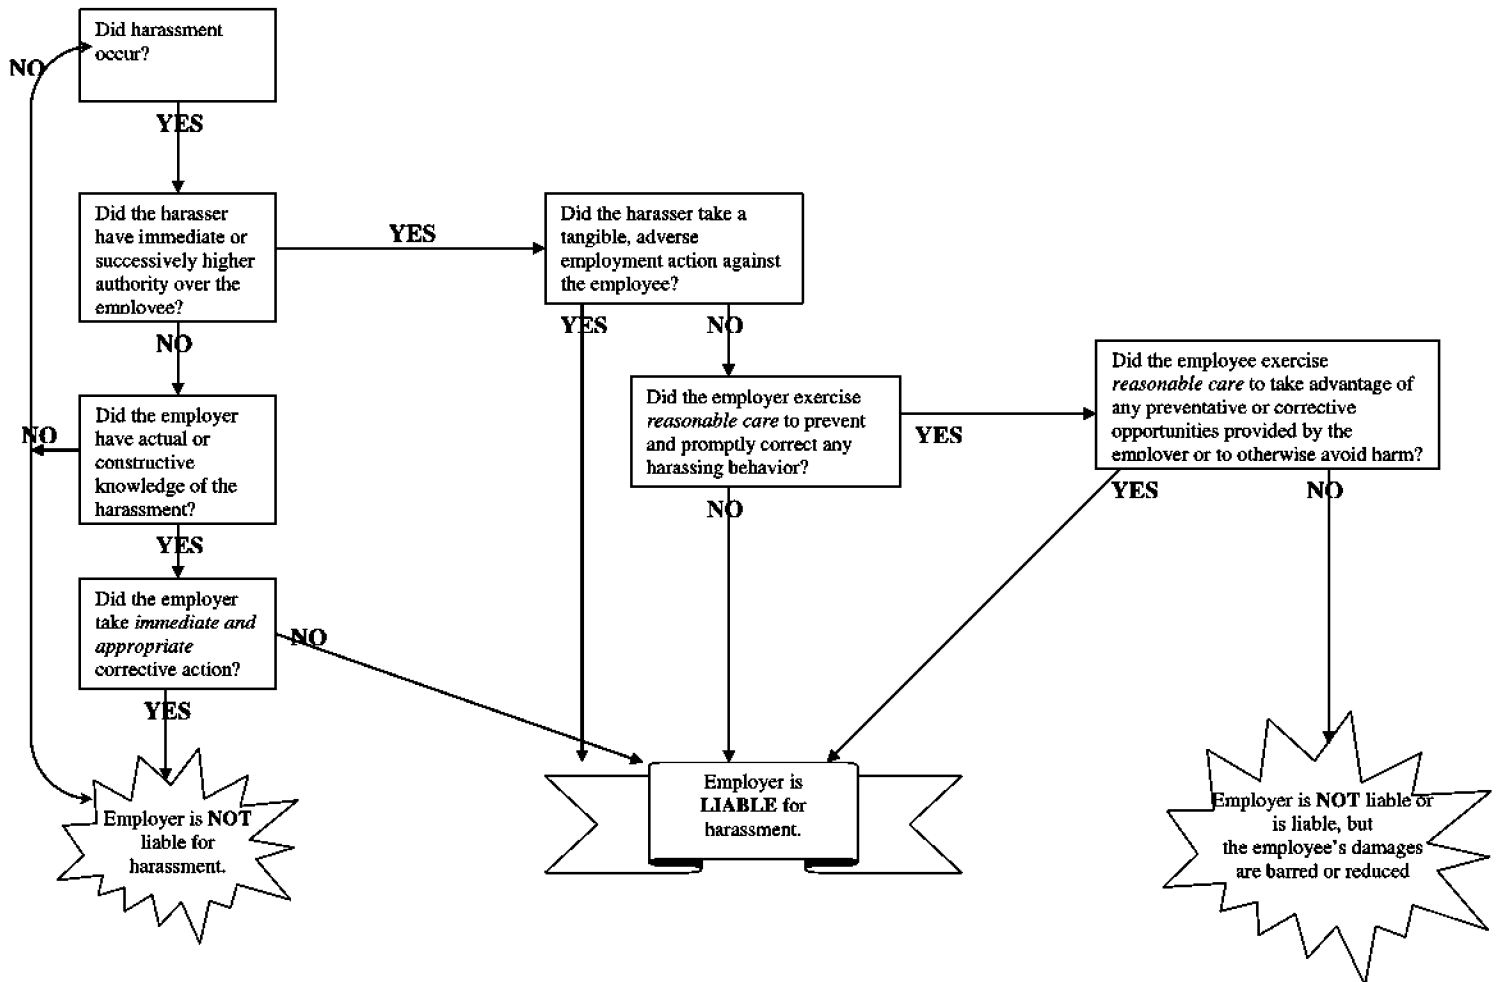 Did harassment
occur?
NO
YES
Did the harasser
have immediate or
successively higher
authority over the
employee?
YES
Did the harasser take a
tangible, adverse
employment action against
the employee?
NO
YES
NO
Did the employer
have actual or
constructive
knowledge of the
harassment?
NO
YES
Did the employer exercise
reasonable care to prevent
and promptly correct any
harassing behavior?
YES
NO
Did the employee exercise
reasonable care to take advantage of
any preventative or corrective
opportunities provided by the
employer or to otherwise avoid harm?
YES
NO
Did the employer
take immediate and
appropriate
corrective action?
NO
YES
Employer is NOT
liable for
harassment.
Employer is
LIABLE for
harassment.
Employer is NOT liable or
is liable, but
the employee's damages
are barred or reduced